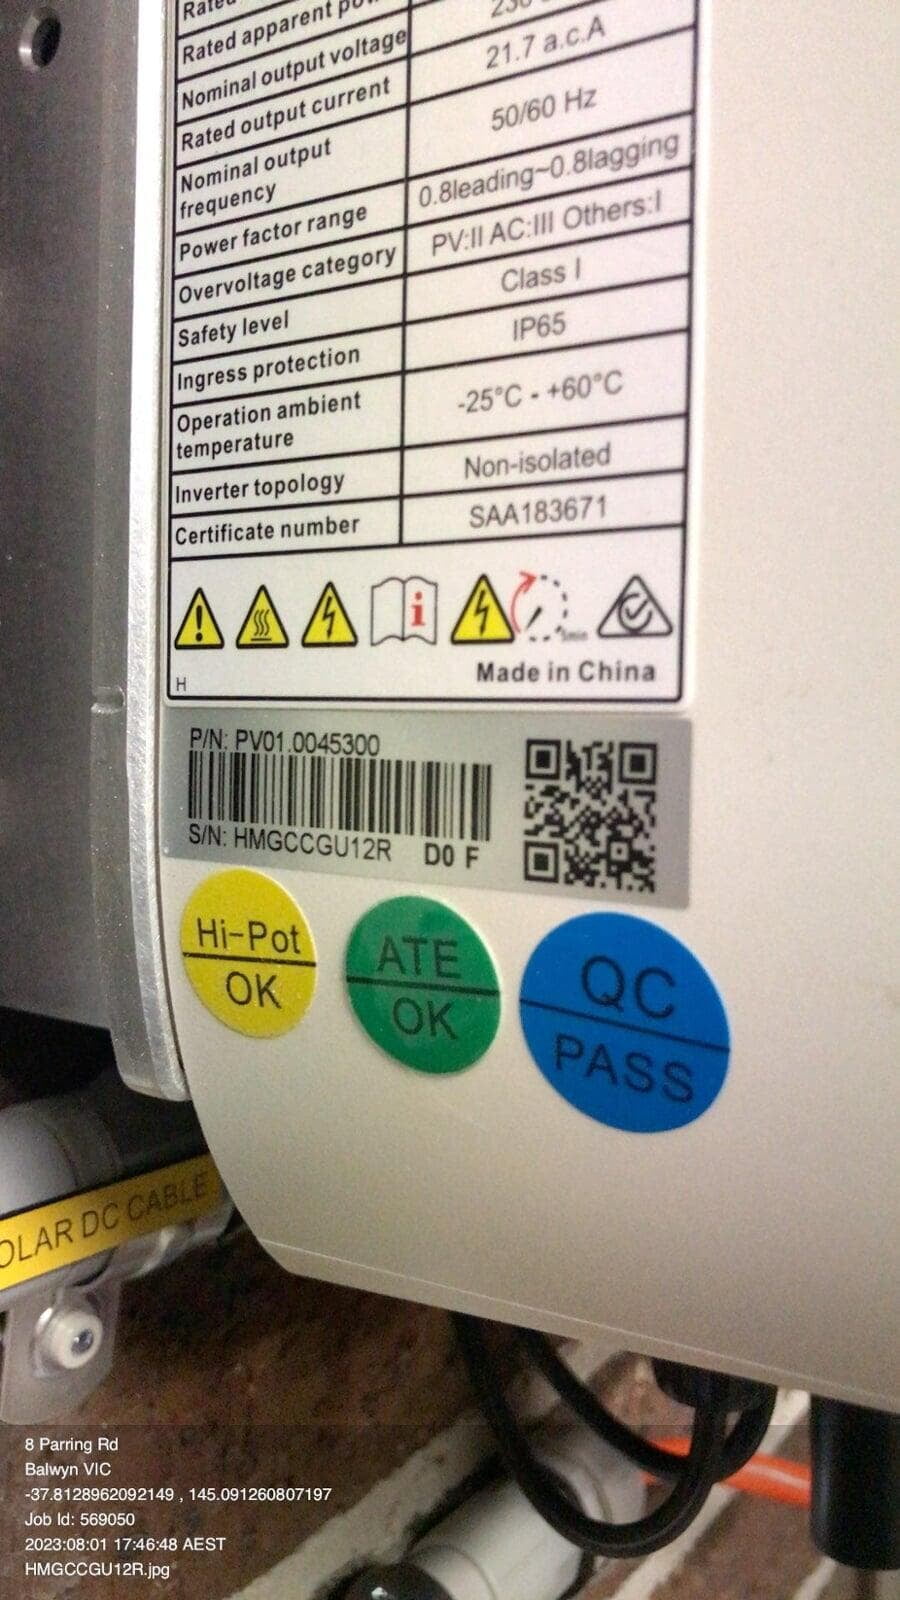 Rated
Rated apparent pow
Nominal output voltage 230
Rated output current 21.7 a.c.A
Nominal output frequency 50/60 Hz
Power factor range 0.8leading~0.8lagging
Overvoltage category PV:II AC:III Others:I
Safety level Class I
Ingress protection IP65
Operation ambient temperature -25°C - +60°C
Inverter topology Non-isolated
Certificate number SAA183671
i
5min
Made in China
H
P/N: PV01.0045300
S/N: HMGCCGU12R D0 F
Hi-Pot
OK
ATE
OK
QC
PASS
OLAR DC CABLE
8 Parring Rd
Balwyn VIC
-37.8128962092149 , 145.091260807197
Job Id: 569050
2023:08:01 17:46:48 AEST
HMGCCGU12R.jpg